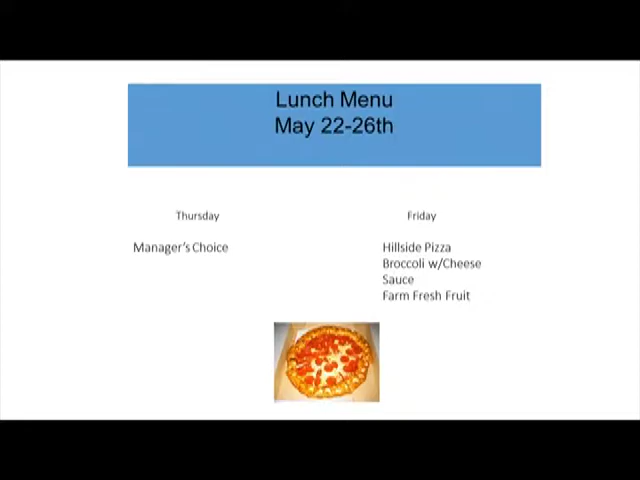 Lunch Menu
May 22-26th
Thursday
Manager's Choice
Friday
Hillside Pizza
Broccoli w/Cheese
Sauce
Farm Fresh Fruit